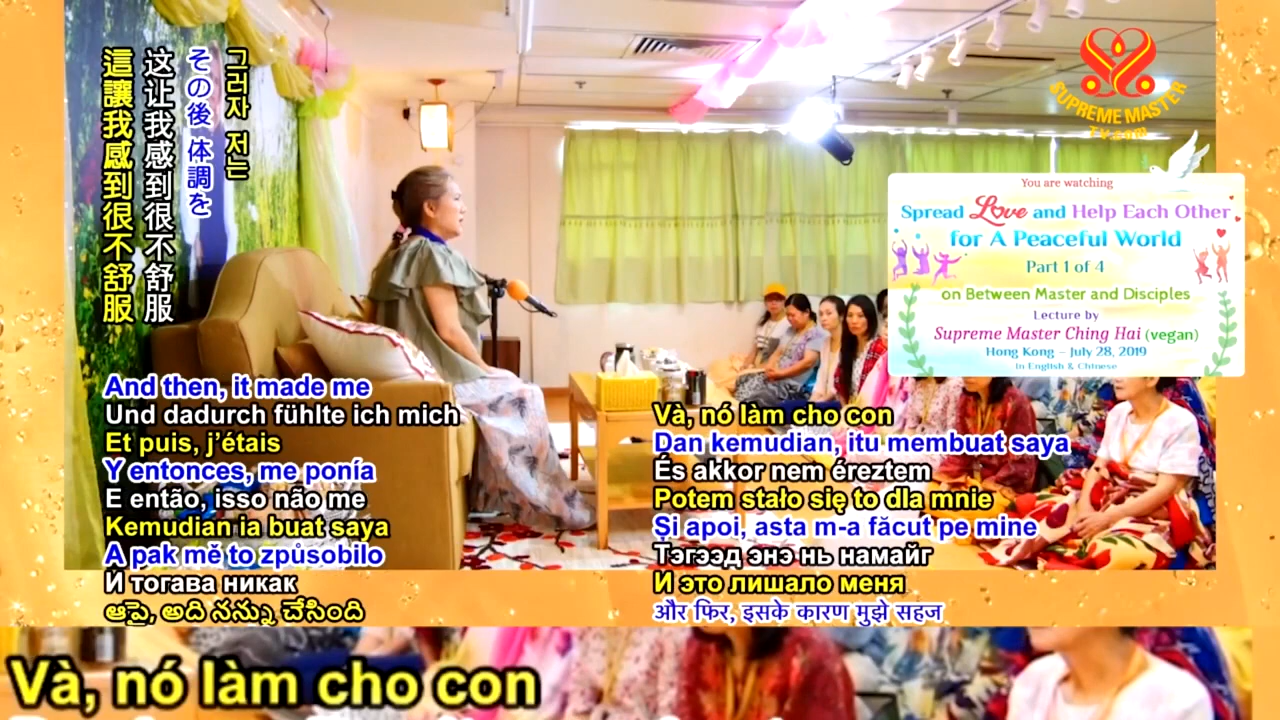 그러자 저는
その後 体調を
这让我感到很不舒服
這讓我感到很不舒服
SUPREME MASTER
TV.COM
You are watching
Spread Love and Help Each Other
for A Peaceful World
Part 1 of 4
on Between Master and Disciples
Lecture by
Supreme Master Ching Hai (vegan)
Hong Kong – July 28, 2019
In English & Chinese
And then, it made me
Und dadurch fühlte ich mich
Et puis, j’étais
Y entonces, me ponía
E então, isso não me
Kemudian ia buat saya
A pak mě to způsobilo
И тогава никак
ఆపై, అది నన్ను చేసింది
Và, nó làm cho con
Dan kemudian, itu membuat saya
És akkor nem éreztem
Potem stało się to dla mnie
Și apoi, asta m-a făcut pe mine
Тэгээд энэ нь намайг
И это лишало меня
और फिर, इसके कारण मुझे सहज
Và, nó làm cho con